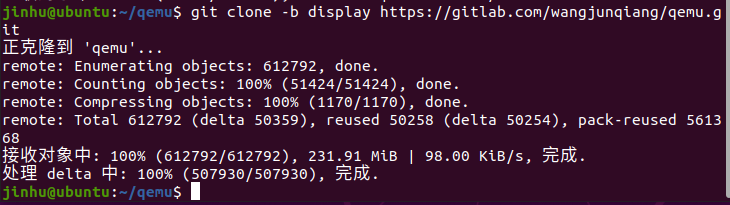 jinhu@ubuntu:~/qemu$ git clone -b display https://gitlab.com/wangjunqiang/qemu.g
it
正克隆到 'qemu'...
remote: Enumerating objects: 612792, done.
remote: Counting objects: 100% (51424/51424), done.
remote: Compressing objects: 100% (1170/1170), done.
remote: Total 612792 (delta 50359), reused 50258 (delta 50254), pack-reused 5613
68
接收对象中: 100% (612792/612792), 231.91 MiB | 98.00 KiB/s, 完成.
处理 delta 中: 100% (507930/507930), 完成.
jinhu@ubuntu:~/qemu$